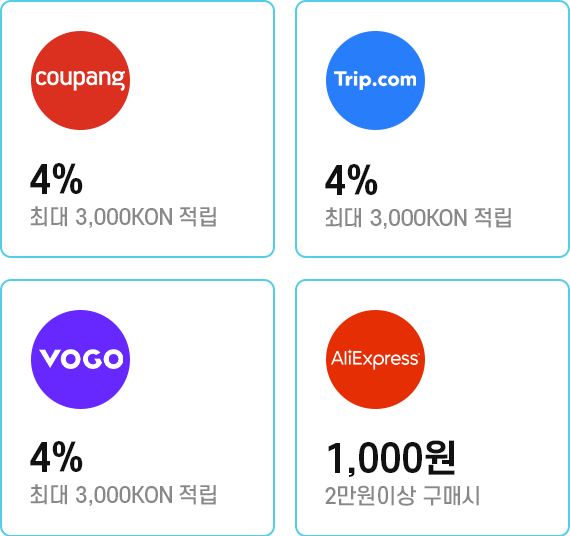 coupang
4%
최대 3,000KON 적립
Trip.com
4%
최대 3,000KON 적립
VOGO
4%
최대 3,000KON 적립
AliExpress
1,000원
2만원이상 구매시